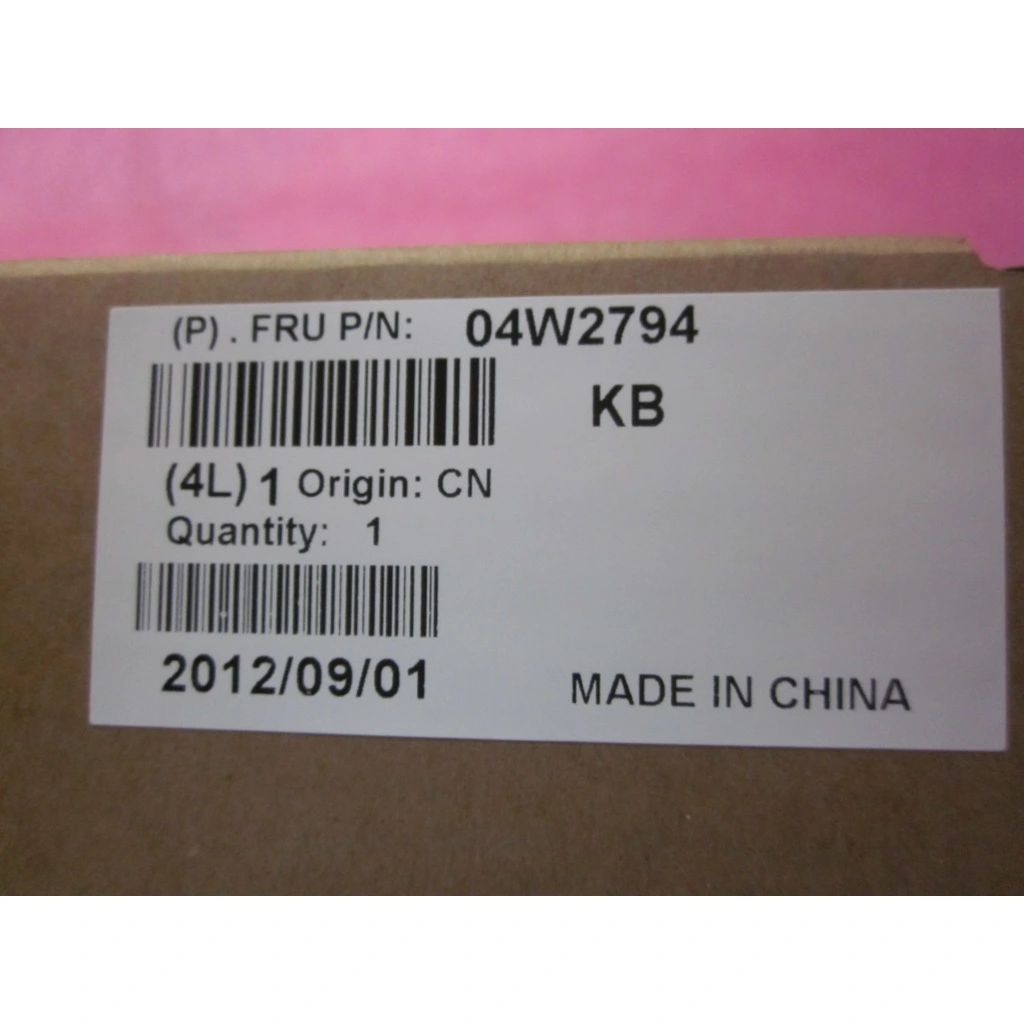 (P) . FRU P/N: 04W2794
KB
(4L) 1 Origin: CN
Quantity: 1
2012/09/01
MADE IN CHINA